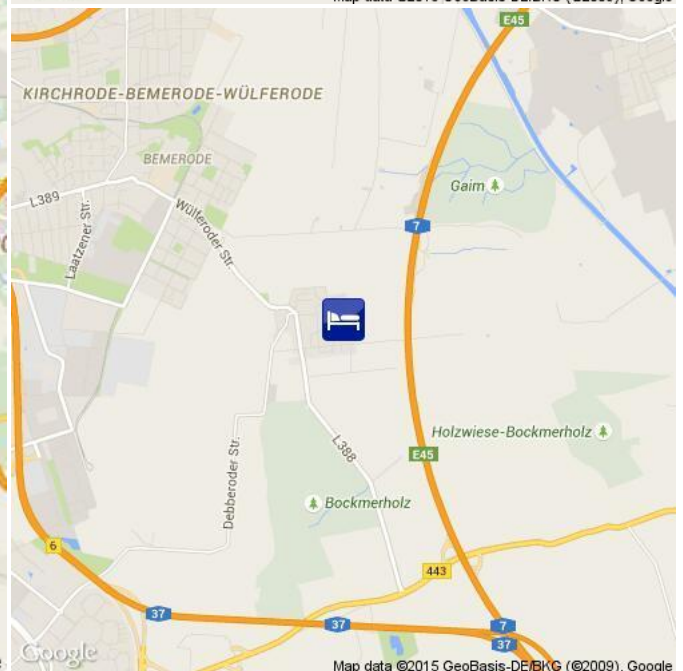 E45
KIRCHRODE-BEMERODE-WÜLFERODE
BEMERODE
Gaim
L389
Laatzener Str.
Wülferoder Str.
7
Holzwiese-Bockmerholz
L388
E45
Debberoder Str.
Bockmerholz
6
443
37
37
7
37
Google
Map data ©2015 GeoBasis-DE/BKG (©2009), Google